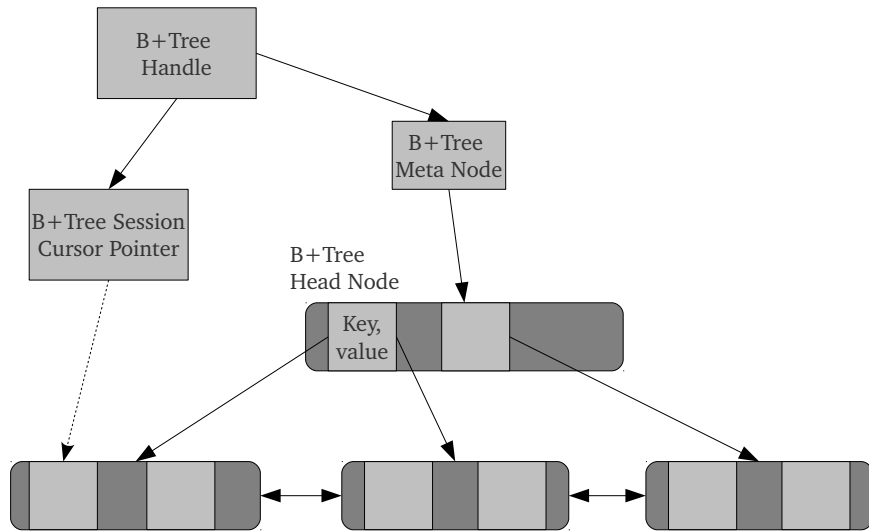 B+Tree
Handle
B+Tree
Meta Node
B+Tree Session
Cursor Pointer
B+Tree
Head Node
Key,
value